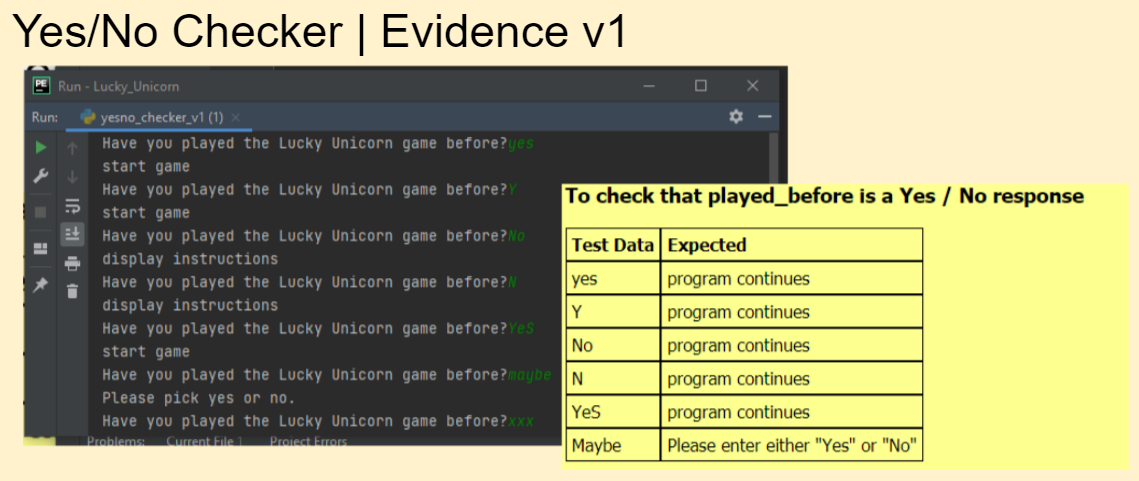 Yes/No Checker | Evidence v1
PE Run - Lucky_Unicorn
Run: yesno_checker_v1 (1)
Have you played the Lucky Unicorn game before?yes
start game
Have you played the Lucky Unicorn game before?Y
start game
Have you played the Lucky Unicorn game before?No
display instructions
Have you played the Lucky Unicorn game before?N
display instructions
Have you played the Lucky Unicorn game before?YeS
start game
Have you played the Lucky Unicorn game before?maybe
Please pick yes or no.
Have you played the Lucky Unicorn game before?xxx
Problems: Current File 1 Project Errors
To check that played_before is a Yes / No response
Test Data Expected
yes program continues
Y program continues
No program continues
N program continues
YeS program continues
Maybe Please enter either "Yes" or "No"